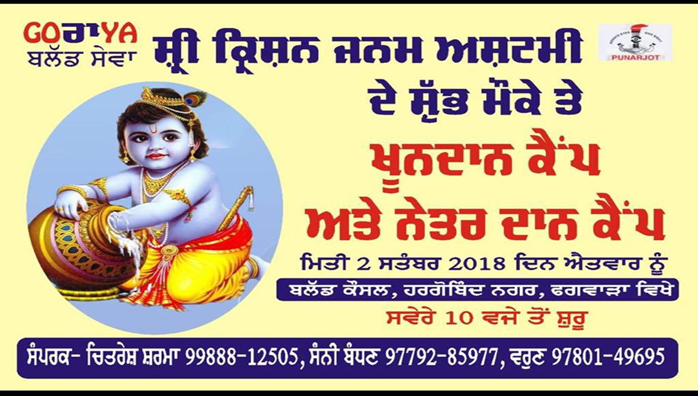 GOਰਾYA
ਬਲੱਡ ਸੇਵਾ
ਸ਼੍ਰੀ ਕ੍ਰਿਸ਼ਨ ਜਨਮ ਅਸ਼ਟਮੀ
PUNARJOT
ਦੇ ਸ਼ੁੱਭ ਮੌਕੇ ਤੇ
ਖੂਨਦਾਨ ਕੈਂਪ
ਅਤੇ ਨੇਤਰ ਦਾਨ ਕੈਂਪ
ਮਿਤੀ 2 ਸਤੰਬਰ 2018 ਦਿਨ ਐਤਵਾਰ ਨੂੰ
ਬਲੱਡ ਕੌਸਲ, ਹਰਗੋਬਿੰਦ ਨਗਰ, ਫਗਵਾੜਾ ਵਿਖੇ
ਸਵੇਰੇ 10 ਵਜੇ ਤੋਂ ਸ਼ੁਰੂ
ਸੰਪਰਕ- ਚਿਤਰੇਸ਼ ਸ਼ਰਮਾ 99888-12505, ਸੰਨੀ ਬੰਧਣ 97792-85977, ਵਰੁਣ 97801-49695